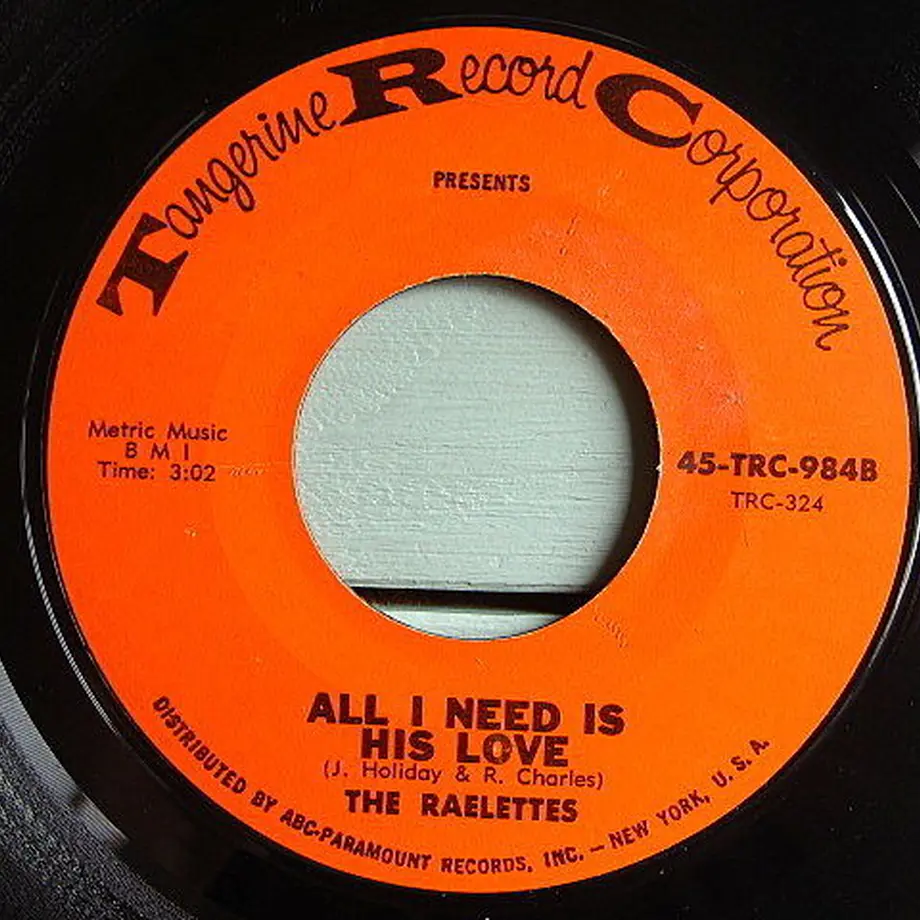 Tangerine Record Corporation
PRESENTS
Metric Music
B M I
Time: 3:02
45-TRC-984B
TRC-324
ALL I NEED IS
HIS LOVE
(J. Holiday & R. Charles)
THE RAELETTES
DISTRIBUTED BY ABC-PARAMOUNT RECORDS, INC. — NEW YORK, U. S. A.